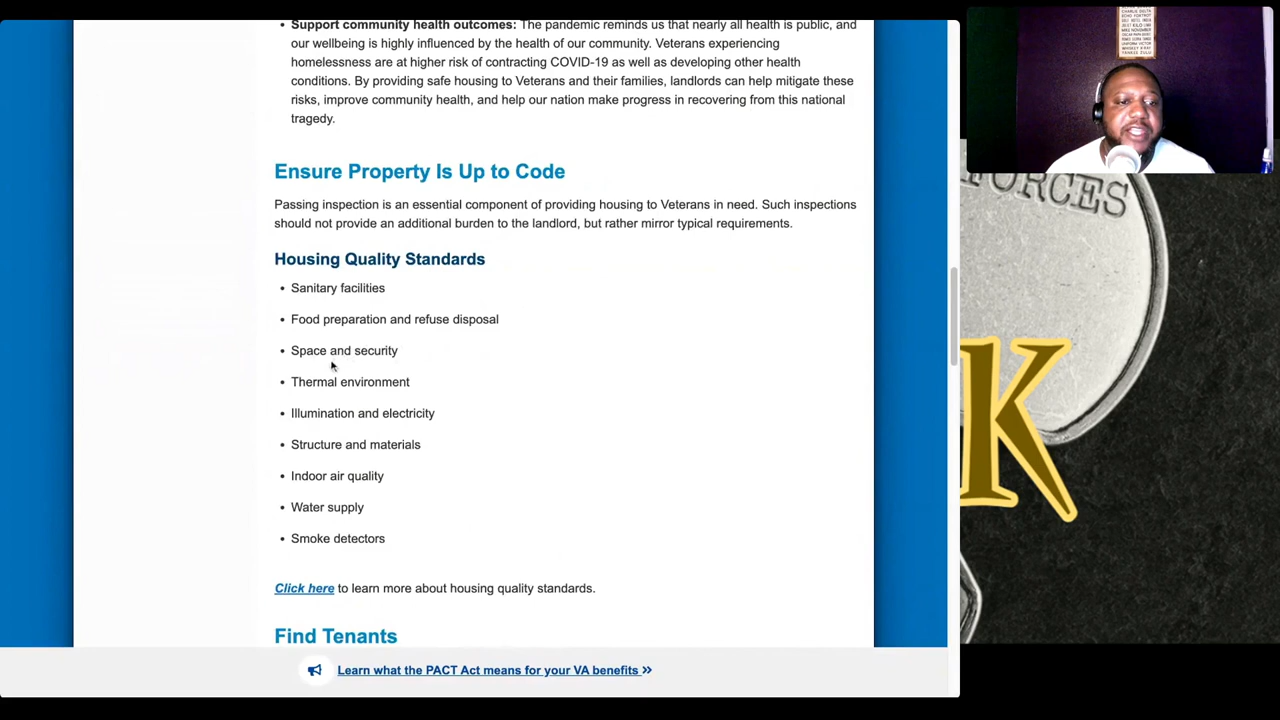 Support community health outcomes: The pandemic reminds us that nearly all health is public, and
our wellbeing is highly influenced by the health of our community. Veterans experiencing
homelessness are at higher risk of contracting COVID-19 as well as developing other health
conditions. By providing safe housing to Veterans and their families, landlords can help mitigate these
risks, improve community health, and help our nation make progress in recovering from this national
tragedy.
Ensure Property Is Up to Code
Passing inspection is an essential component of providing housing to Veterans in need. Such inspections
should not provide an additional burden to the landlord, but rather mirror typical requirements.
Housing Quality Standards
• Sanitary facilities
• Food preparation and refuse disposal
• Space and security
• Thermal environment
• Illumination and electricity
• Structure and materials
• Indoor air quality
• Water supply
• Smoke detectors
Click here to learn more about housing quality standards.
Find Tenants
Learn what the PACT Act means for your VA benefits »
FORCES
K